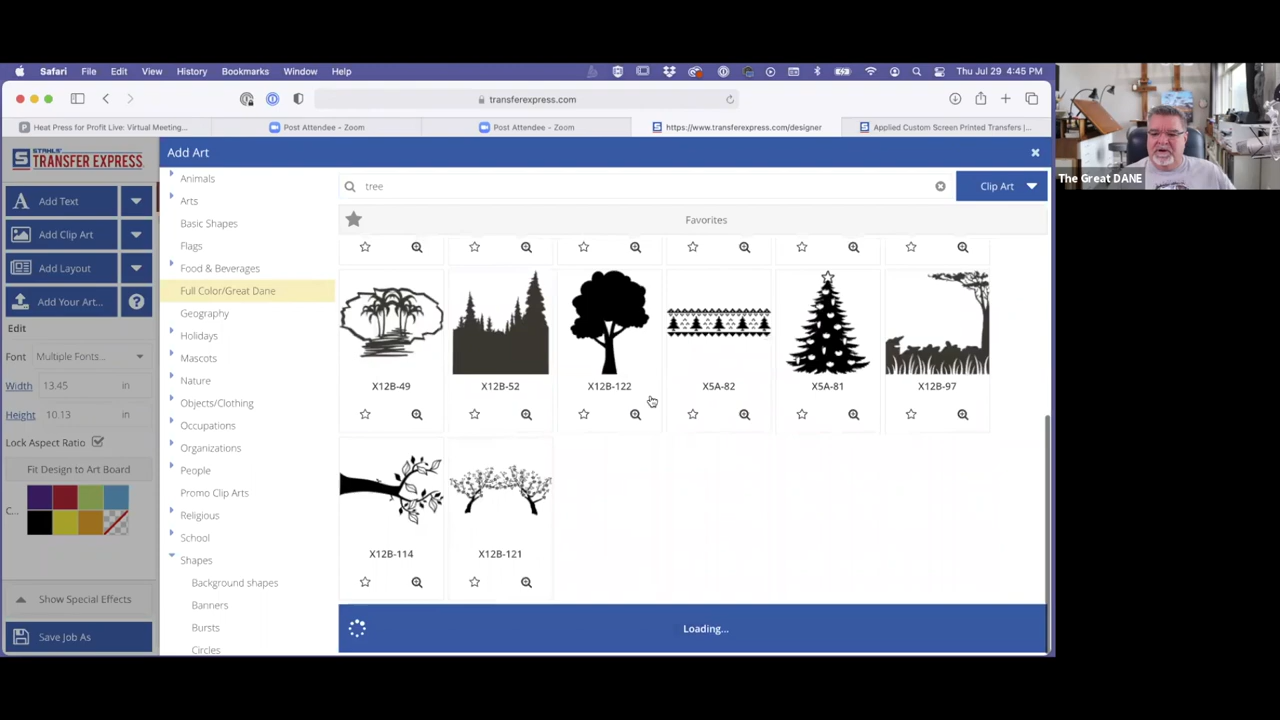 Safari File Edit View History Bookmarks Window Help Thu Jul 29 4:45 PM
transferexpress.com
Heat Press for Profit Live: Virtual Meeting... Post Attendee - Zoom Post Attendee - Zoom https://www.transferexpress.com/designer Applied Custom Screen Printed Transfers |...
STAHLS'
TRANSFER EXPRESS
Add Text
Add Clip Art
Add Layout
Add Your Art...
Edit
Font Multiple Fonts...
Width 13.45 in
Height 10.13 in
Lock Aspect Ratio
Fit Design to Art Board
C...
Show Special Effects
Save Job As
Add Art
Animals
Arts
Basic Shapes
Flags
Food & Beverages
Full Color/Great Dane
Geography
Holidays
Mascots
Nature
Objects/Clothing
Occupations
Organizations
People
Promo Clip Arts
Religious
School
Shapes
Background shapes
Banners
Bursts
Circles
tree
Clip Art
Favorites
X12B-49 X12B-52 X12B-122 X5A-82 X5A-81 X12B-97
X12B-114 X12B-121
Loading...
The Great DANE